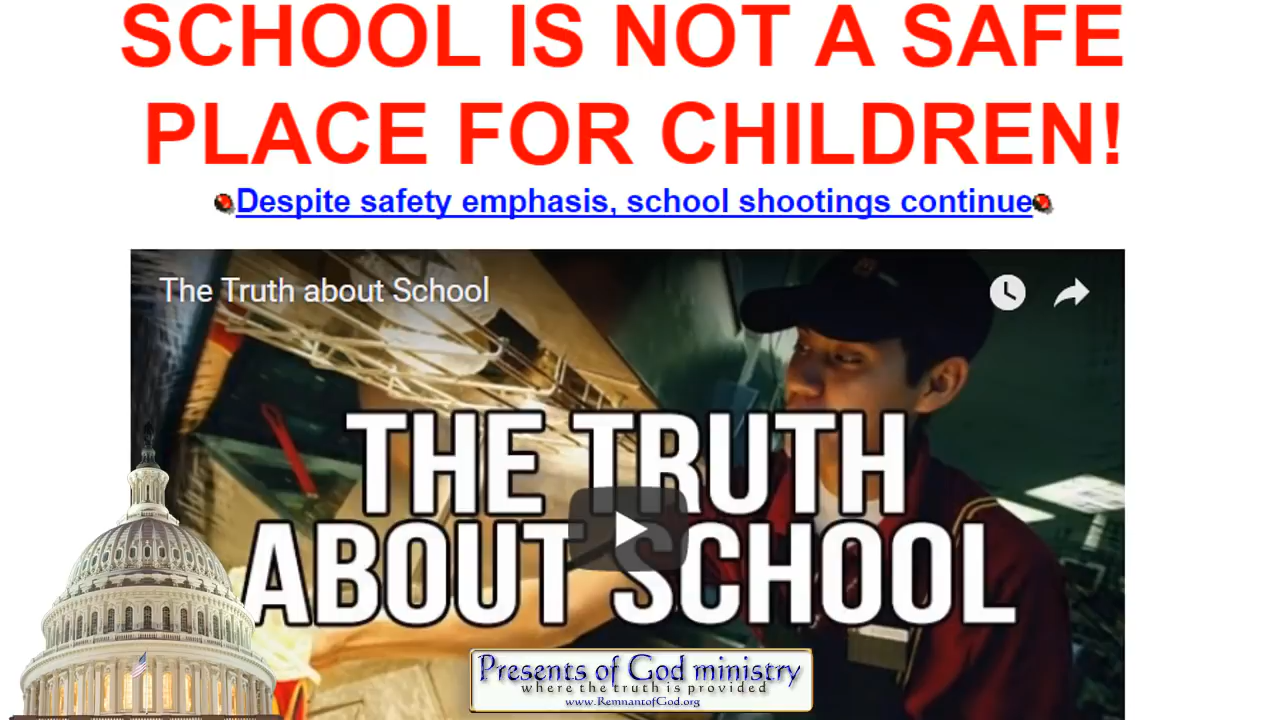 SCHOOL IS NOT A SAFE
PLACE FOR CHILDREN!
Despite safety emphasis, school shootings continue
The Truth about School
THE TRUTH
ABOUT SCHOOL
Presents of God ministry
where the truth is provided
www.RemnantofGod.org